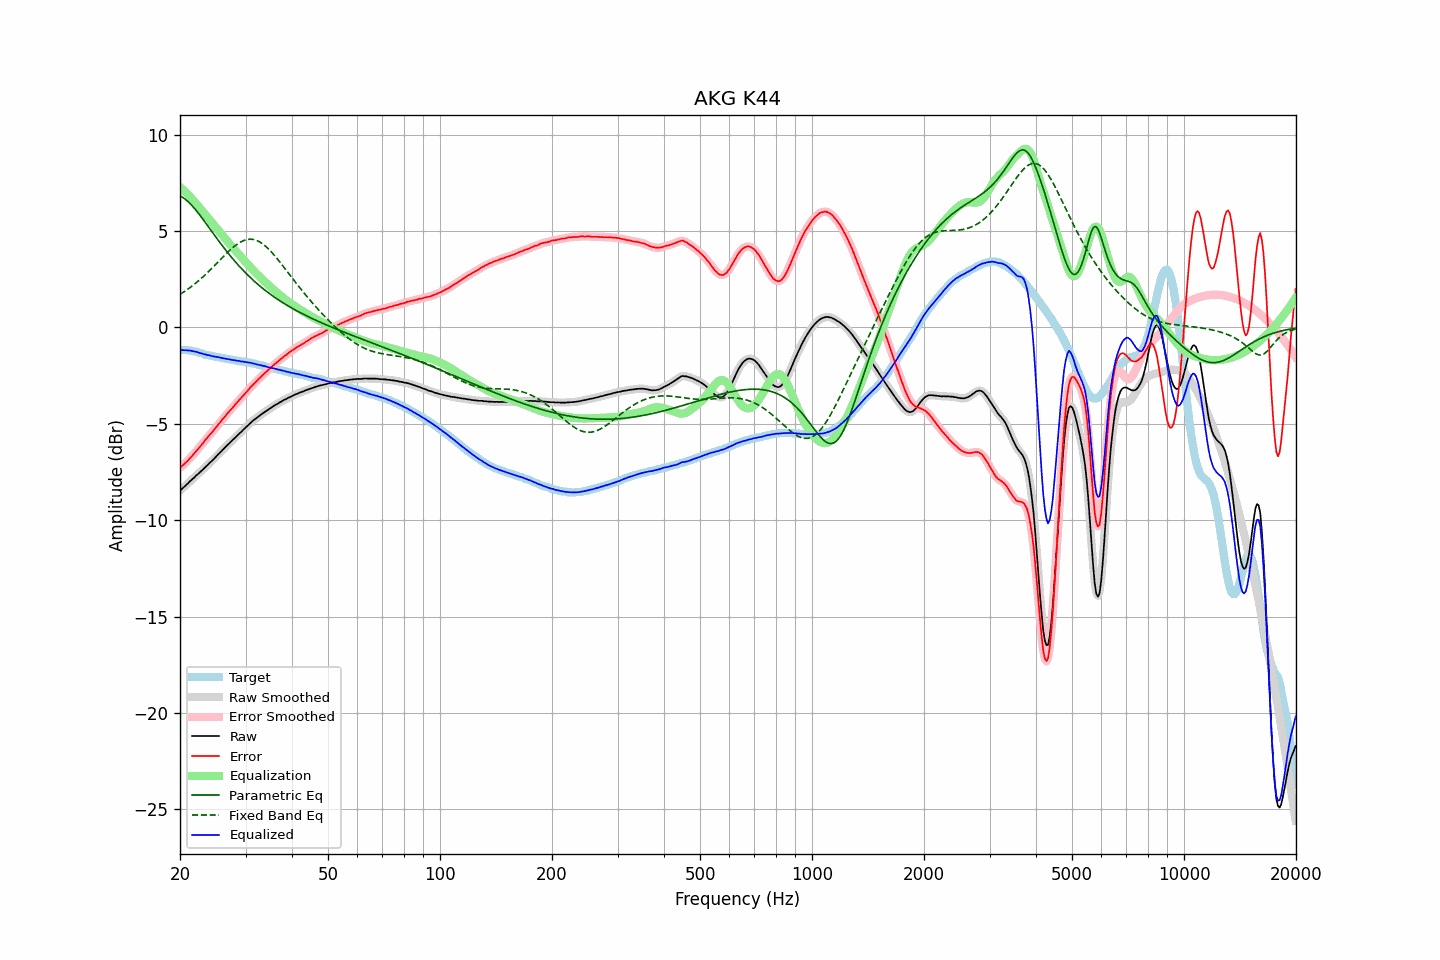 AKG K44
10
5
0
−5
−10
−15
−20
−25
Amplitude (dBr)
Target
Raw Smoothed
Error Smoothed
Raw
Error
Equalization
Parametric Eq
Fixed Band Eq
Equalized
20 50 100 200 500 1000 2000 5000 10000 20000
Frequency (Hz)